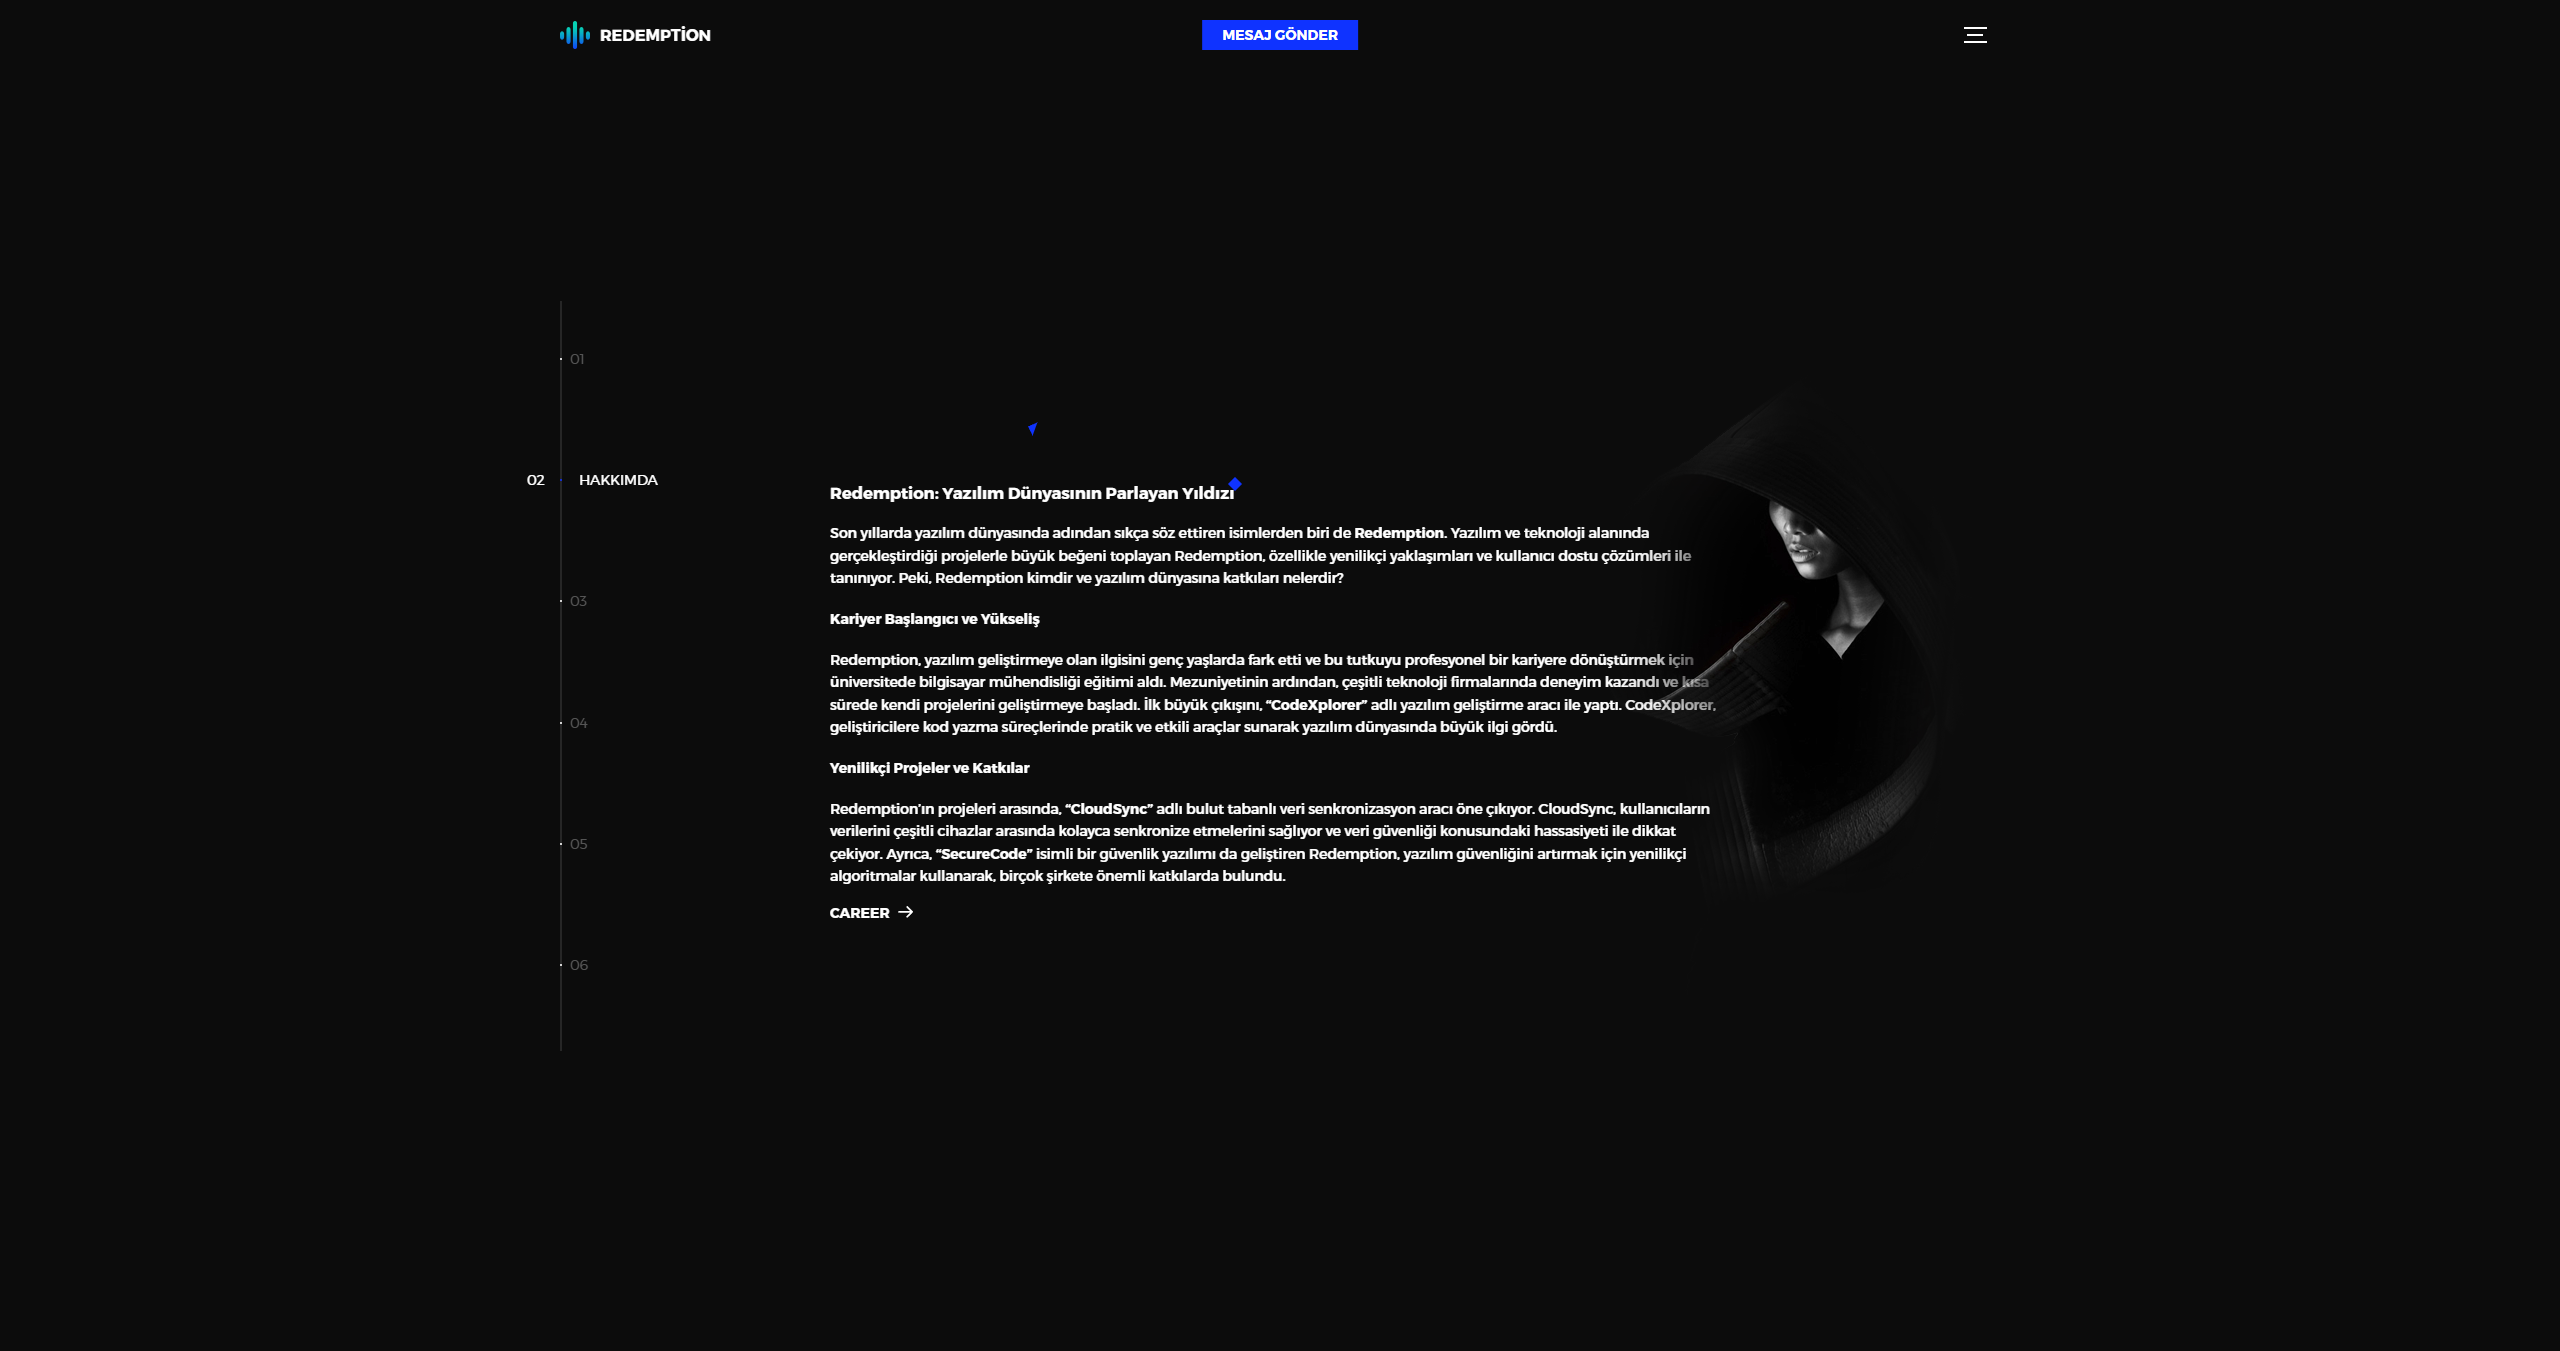 REDEMPTİON
MESAJ GÖNDER
01
02 HAKKIMDA
03
04
05
06
Redemption: Yazılım Dünyasının Parlayan Yıldızı
Son yıllarda yazılım dünyasında adından sıkça söz ettiren isimlerden biri de Redemption. Yazılım ve teknoloji alanında
gerçekleştirdiği projelerle büyük beğeni toplayan Redemption, özellikle yenilikçi yaklaşımları ve kullanıcı dostu çözümleri ile
tanınıyor. Peki, Redemption kimdir ve yazılım dünyasına katkıları nelerdir?
Kariyer Başlangıcı ve Yükseliş
Redemption, yazılım geliştirmeye olan ilgisini genç yaşlarda fark etti ve bu tutkuyu profesyonel bir kariyere dönüştürmek için
üniversitede bilgisayar mühendisliği eğitimi aldı. Mezuniyetinin ardından, çeşitli teknoloji firmalarında deneyim kazandı ve kısa
sürede kendi projelerini geliştirmeye başladı. İlk büyük çıkışını, “CodeXplorer” adlı yazılım geliştirme aracı ile yaptı. CodeXplorer,
geliştiricilere kod yazma süreçlerinde pratik ve etkili araçlar sunarak yazılım dünyasında büyük ilgi gördü.
Yenilikçi Projeler ve Katkılar
Redemption’ın projeleri arasında, “CloudSync” adlı bulut tabanlı veri senkronizasyon aracı öne çıkıyor. CloudSync, kullanıcıların
verilerini çeşitli cihazlar arasında kolayca senkronize etmelerini sağlıyor ve veri güvenliği konusundaki hassasiyeti ile dikkat
çekiyor. Ayrıca, “SecureCode” isimli bir güvenlik yazılımı da geliştiren Redemption, yazılım güvenliğini artırmak için yenilikçi
algoritmalar kullanarak, birçok şirkete önemli katkılarda bulundu.
CAREER